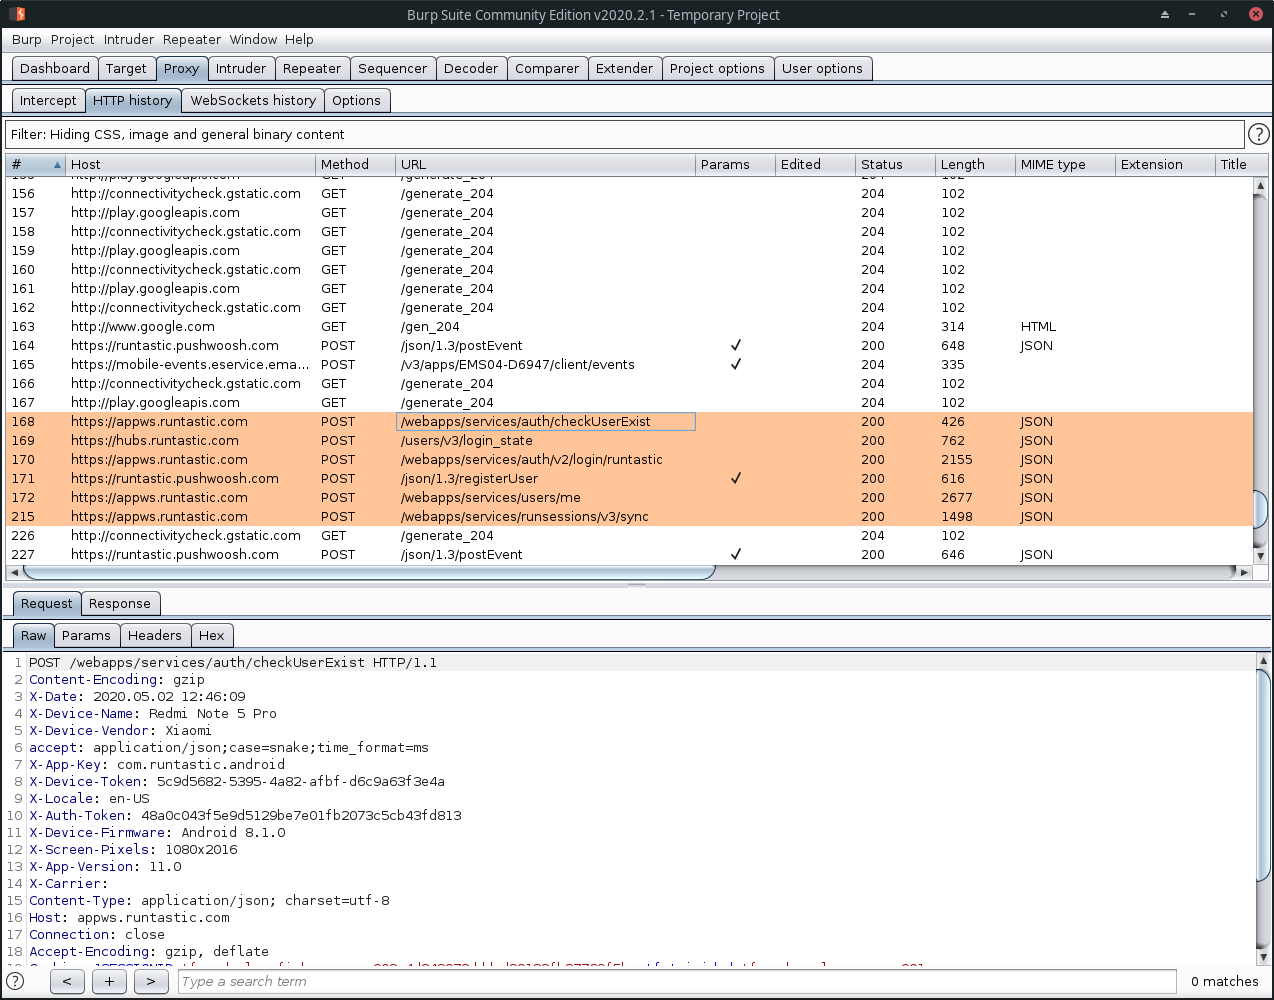 Burp Suite Community Edition v2020.2.1 - Temporary Project
Burp Project Intruder Repeater Window Help
Dashboard Target Proxy Intruder Repeater Sequencer Decoder Comparer Extender Project options User options
Intercept HTTP history WebSockets history Options
Filter: Hiding CSS, image and general binary content ?
# Host Method URL Params Edited Status Length MIME type Extension Title
156 http://connectivitycheck.gstatic.com GET /generate_204 204 102
157 http://play.googleapis.com GET /generate_204 204 102
158 http://connectivitycheck.gstatic.com GET /generate_204 204 102
159 http://play.googleapis.com GET /generate_204 204 102
160 http://connectivitycheck.gstatic.com GET /generate_204 204 102
161 http://play.googleapis.com GET /generate_204 204 102
162 http://connectivitycheck.gstatic.com GET /generate_204 204 102
163 http://www.google.com GET /gen_204 204 314 HTML
164 https://runtastic.pushwoosh.com POST /json/1.3/postEvent ✓ 200 648 JSON
165 https://mobile-events.eservice.ema... POST /v3/apps/EMS04-D6947/client/events ✓ 204 335
166 http://connectivitycheck.gstatic.com GET /generate_204 204 102
167 http://play.googleapis.com GET /generate_204 204 102
168 https://appws.runtastic.com POST /webapps/services/auth/checkUserExist 200 426 JSON
169 https://hubs.runtastic.com POST /users/v3/login_state 200 762 JSON
170 https://appws.runtastic.com POST /webapps/services/auth/v2/login/runtastic 200 2155 JSON
171 https://runtastic.pushwoosh.com POST /json/1.3/registerUser ✓ 200 616 JSON
172 https://appws.runtastic.com POST /webapps/services/users/me 200 2677 JSON
215 https://appws.runtastic.com POST /webapps/services/runsessions/v3/sync 200 1498 JSON
226 http://connectivitycheck.gstatic.com GET /generate_204 204 102
227 https://runtastic.pushwoosh.com POST /json/1.3/postEvent ✓ 200 646 JSON
Request Response
Raw Params Headers Hex
1 POST /webapps/services/auth/checkUserExist HTTP/1.1
2 Content-Encoding: gzip
3 X-Date: 2020.05.02 12:46:09
4 X-Device-Name: Redmi Note 5 Pro
5 X-Device-Vendor: Xiaomi
6 accept: application/json;case=snake;time_format=ms
7 X-App-Key: com.runtastic.android
8 X-Device-Token: 5c9d5682-5395-4a82-afbf-d6c9a63f3e4a
9 X-Locale: en-US
10 X-Auth-Token: 48a0c043f5e9d5129be7e01fb2073c5cb43fd813
11 X-Device-Firmware: Android 8.1.0
12 X-Screen-Pixels: 1080x2016
13 X-App-Version: 11.0
14 X-Carrier:
15 Content-Type: application/json; charset=utf-8
16 Host: appws.runtastic.com
17 Connection: close
18 Accept-Encoding: gzip, deflate
? < + > Type a search term 0 matches